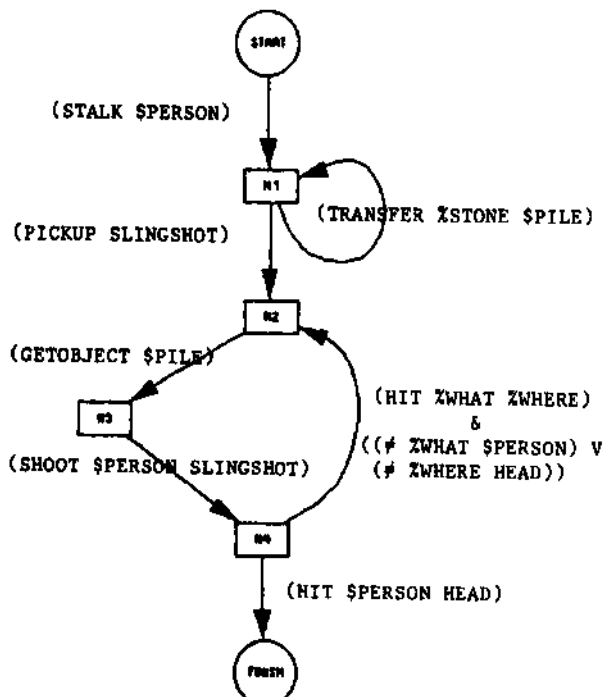 START
(STALK $PERSON)
N1
(TRANSFER %STONE $PILE)
(PICKUP SLINGSHOT)
N2
(GETOBJECT $PILE)
(HIT %WHAT %WHERE)
&
((≠ %WHAT $PERSON) V
(≠ %WHERE HEAD))
N3
(SHOOT $PERSON SLINGSHOT)
N4
(HIT $PERSON HEAD)
FINISH